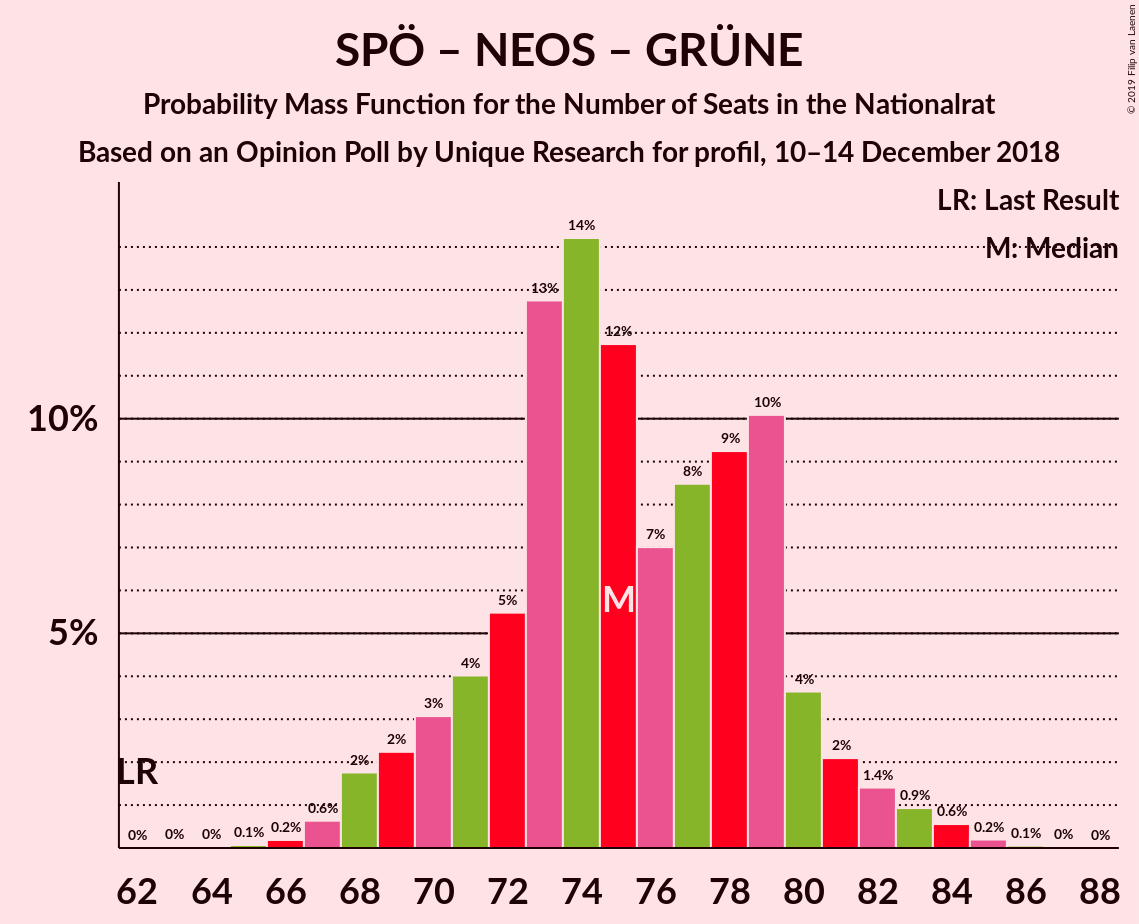 SPÖ – NEOS – GRÜNE
Probability Mass Function for the Number of Seats in the Nationalrat
Based on an Opinion Poll by Unique Research for profil, 10–14 December 2018
© 2019 Filip van Laenen
LR: Last Result
M: Median
14%
13%
12%
10%
10%
9%
8%
7%
M
5%
5%
4%
4%
3%
2%
2%
2%
LR
1.4%
0.9%
0.6%
0.6%
0% 0% 0% 0.1% 0.2% 0.2% 0.1% 0% 0%
62 64 66 68 70 72 74 76 78 80 82 84 86 88